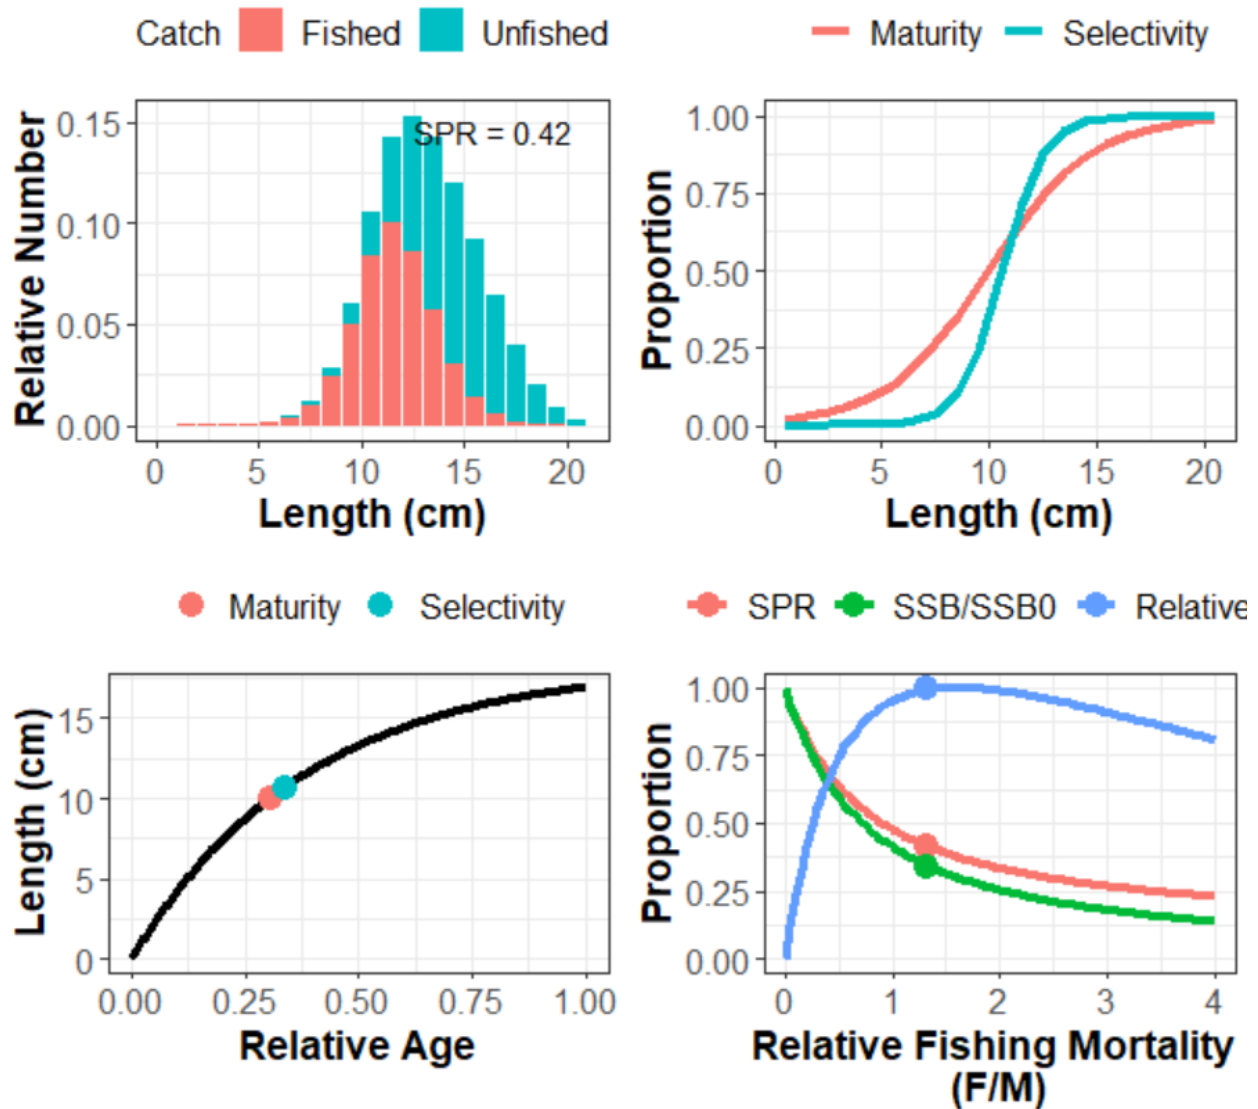 Catch Fished Unfished
SPR = 0.42
0.15
0.10
0.05
0.00
Relative Number
0 5 10 15 20
Length (cm)
Maturity Selectivity
1.00
0.75
0.50
0.25
0.00
Proportion
0 5 10 15 20
Length (cm)
Maturity Selectivity
15
10
5
0
Length (cm)
0.00 0.25 0.50 0.75 1.00
Relative Age
SPR SSB/SSB0 Relative
1.00
0.75
0.50
0.25
0.00
Proportion
0 1 2 3 4
Relative Fishing Mortality
(F/M)